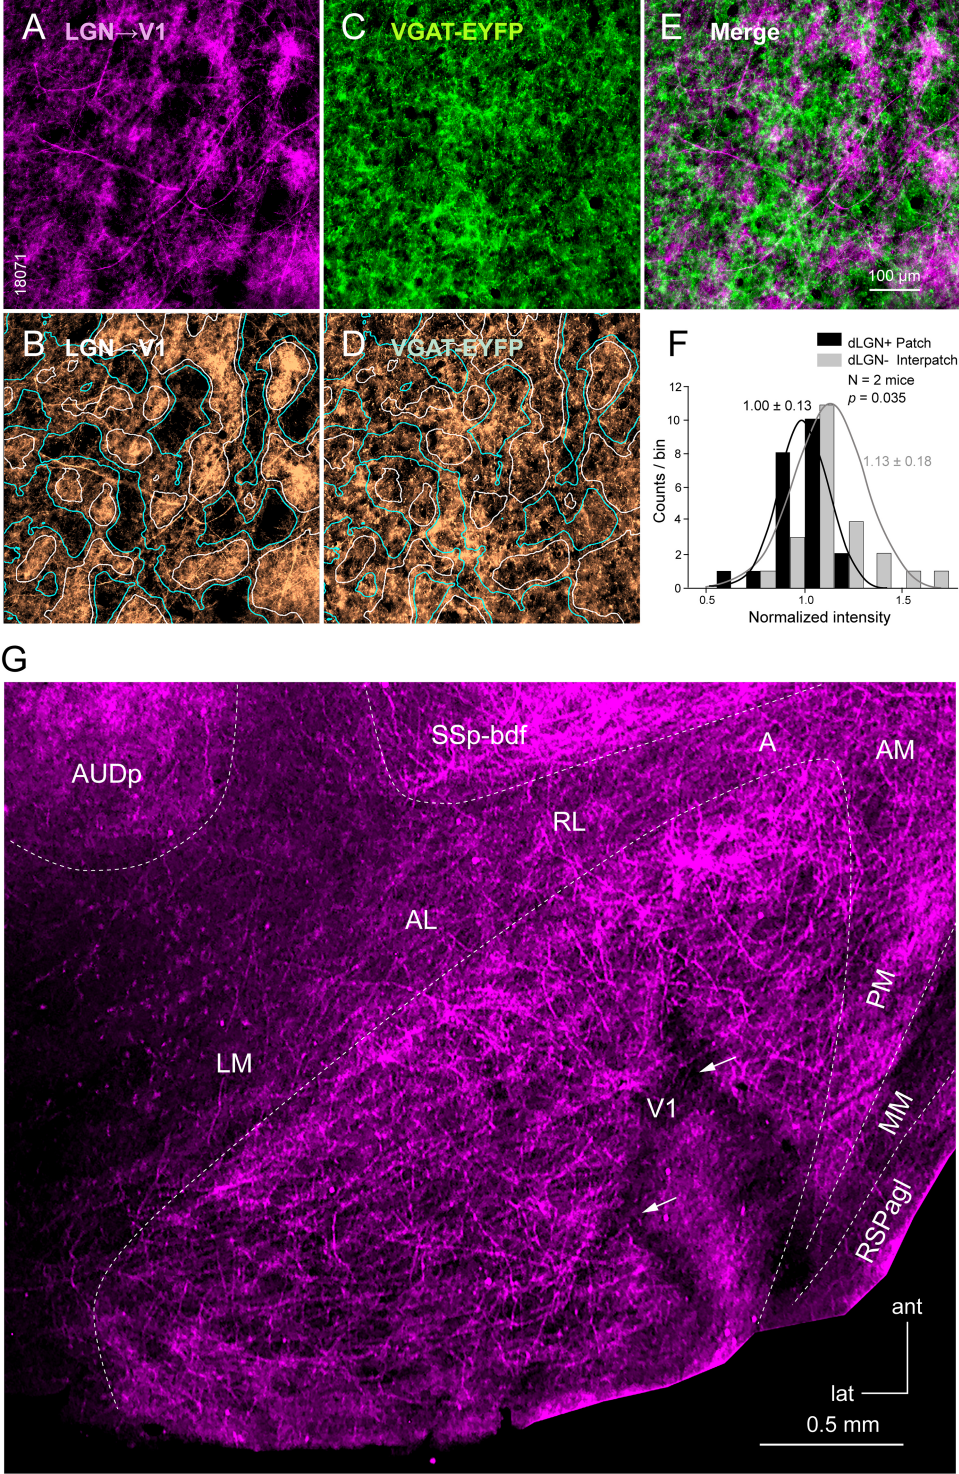 A LGN→V1
C VGAT-EYFP
E Merge
18071
100 µm
B LGN→V1
D VGAT-EYFP
F
dLGN+ Patch
dLGN- Interpatch
N = 2 mice
p = 0.035
1.00 ± 0.13
1.13 ± 0.18
Counts / bin
12
10
8
6
4
2
0
0.5 1.0 1.5
Normalized intensity
G
SSp-bdf
A
AM
AUDp
RL
AL
PM
LM
V1
MM
RSPagl
ant
lat
0.5 mm